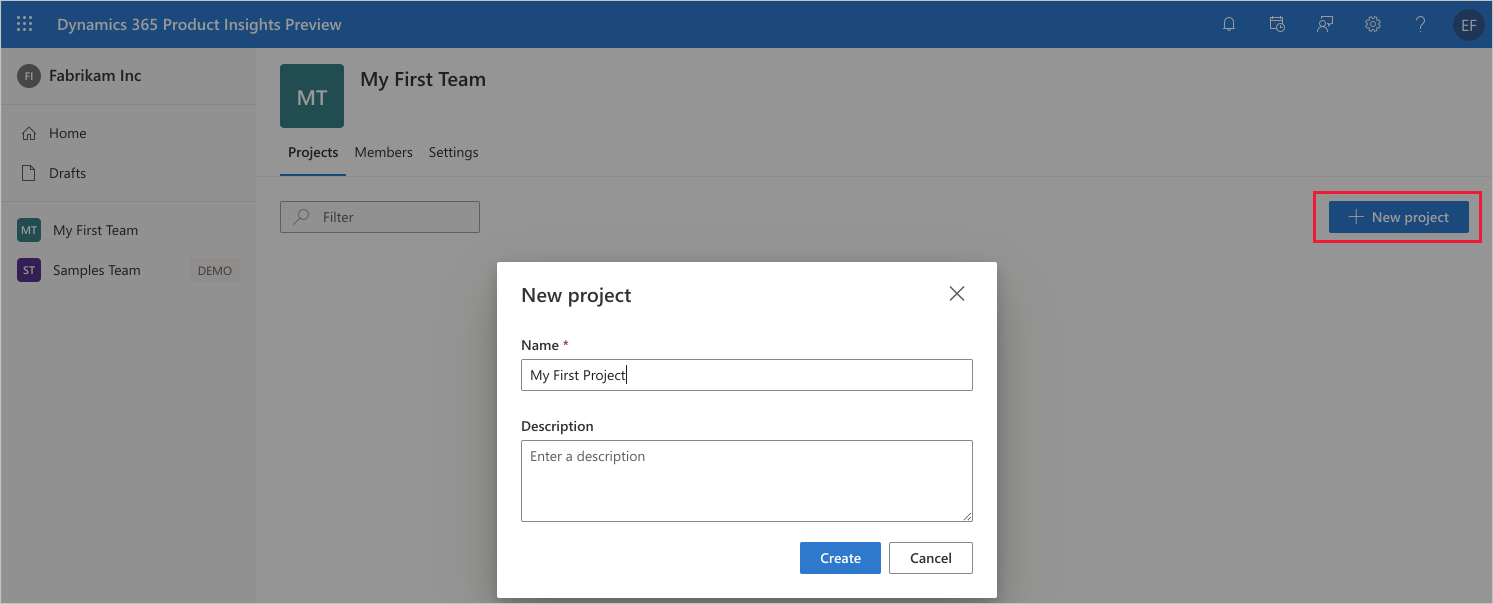 Dynamics 365 Product Insights Preview
EF
FI Fabrikam Inc
Home
Drafts
MT My First Team
ST Samples Team DEMO
MT My First Team
Projects Members Settings
Filter
New project
New project
Name *
My First Project
Description
Enter a description
Create Cancel